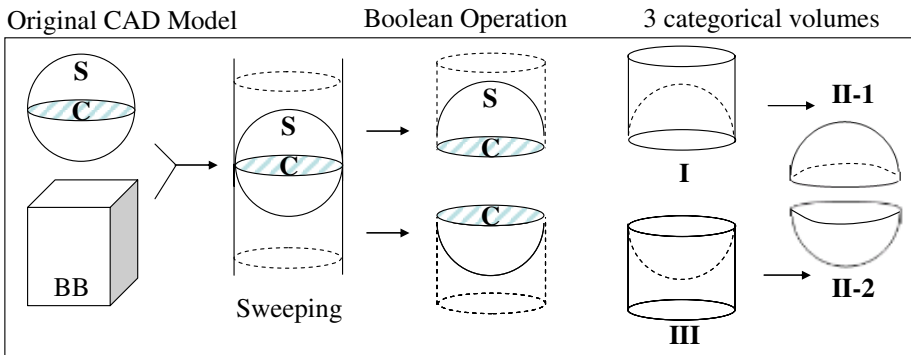 Original CAD Model
Boolean Operation
3 categorical volumes
S
C
BB
S
C
Sweeping
S
C
C
I
III
II-1
II-2